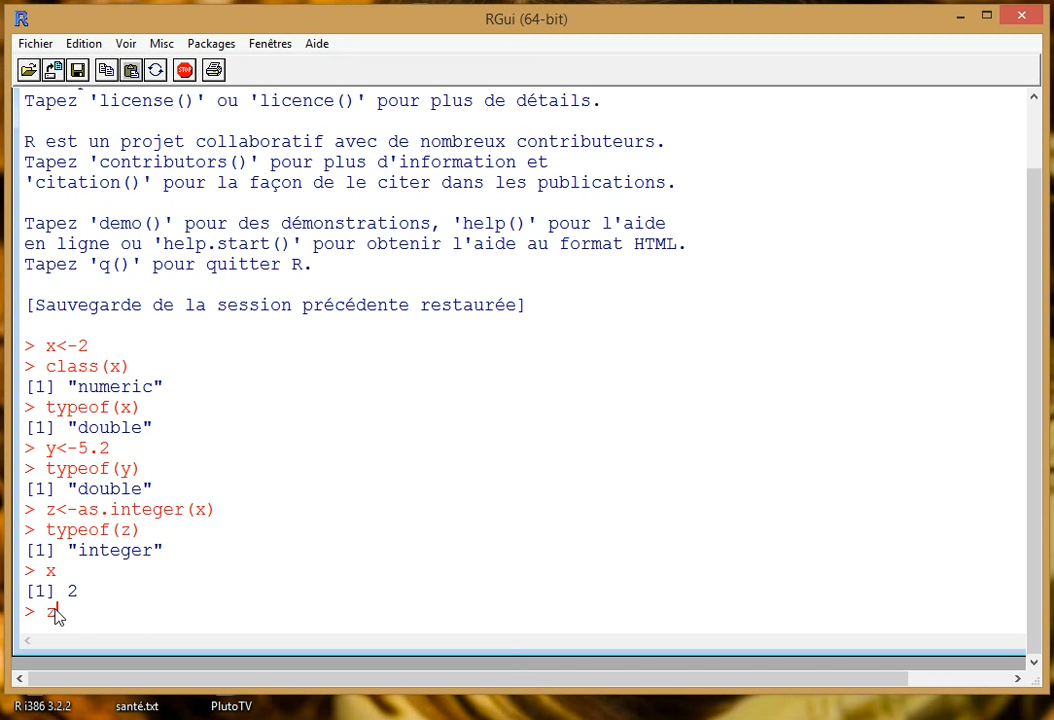 RGui (64-bit)
Fichier Edition Voir Misc Packages Fenêtres Aide
STOP
Tapez 'license()' ou 'licence()' pour plus de détails.
R est un projet collaboratif avec de nombreux contributeurs.
Tapez 'contributors()' pour plus d'information et
'citation()' pour la façon de le citer dans les publications.
Tapez 'demo()' pour des démonstrations, 'help()' pour l'aide
en ligne ou 'help.start()' pour obtenir l'aide au format HTML.
Tapez 'q()' pour quitter R.
[Sauvegarde de la session précédente restaurée]
> x<-2
> class(x)
[1] "numeric"
> typeof(x)
[1] "double"
> y<-5.2
> typeof(y)
[1] "double"
> z<-as.integer(x)
> typeof(z)
[1] "integer"
> x
[1] 2
> z
R i386 3.2.2 santé.txt PlutoTV